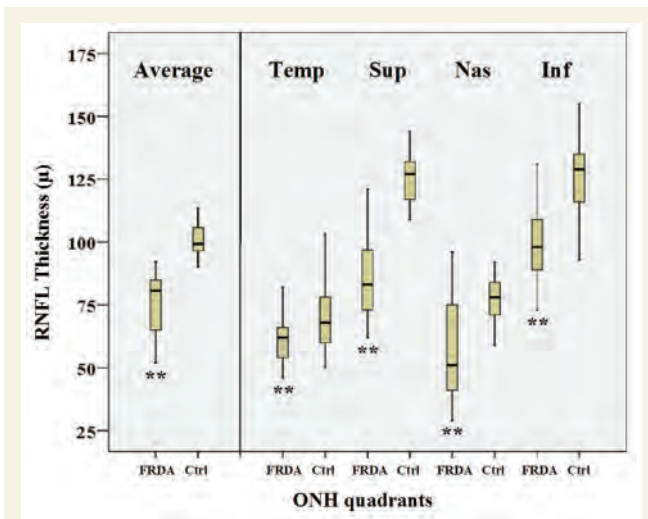 Average Temp Sup Nas Inf
175
150
125
100
75
50
25
RNFL Thickness (µ)
** ** ** ** **
FRDA Ctrl FRDA Ctrl FRDA Ctrl FRDA Ctrl FRDA Ctrl
ONH quadrants